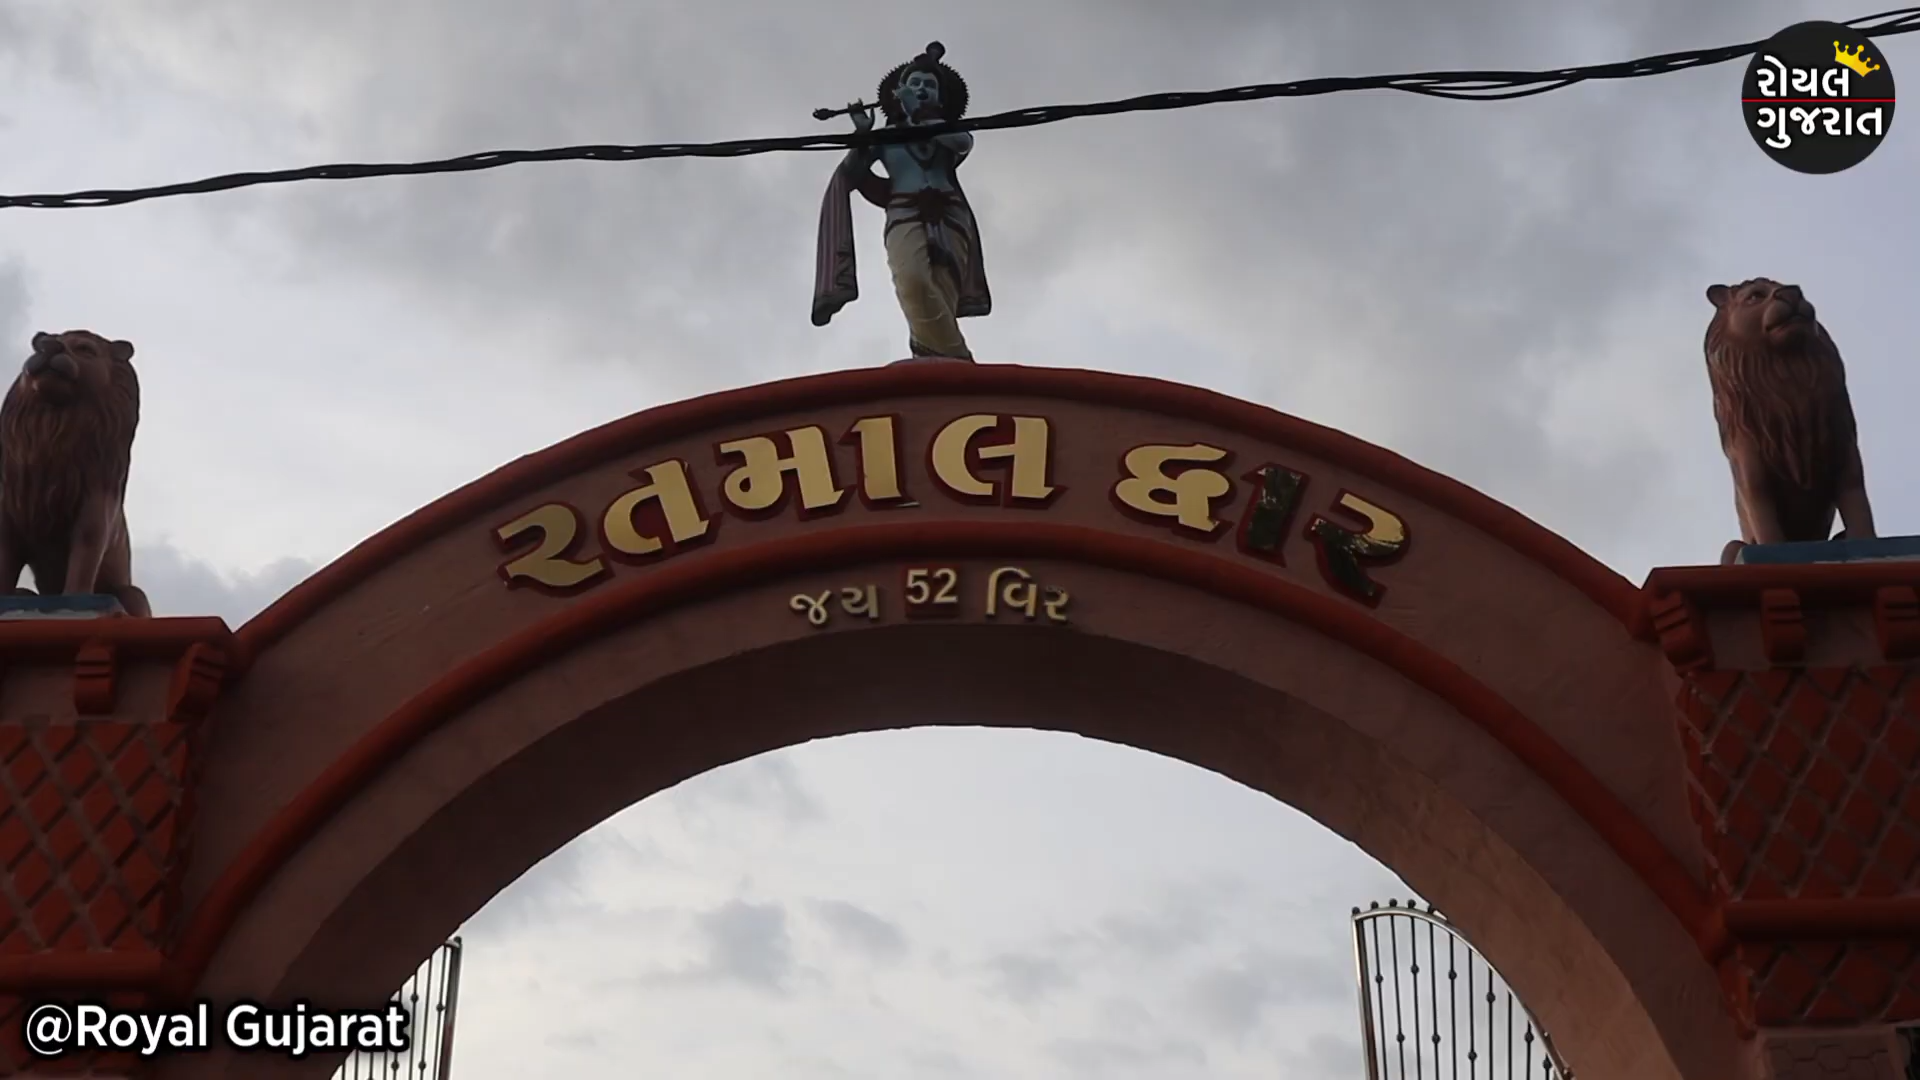 રોયલ
ગુજરાત
રતમાલ દ્વાર
જય 52 વિર
@Royal Gujarat